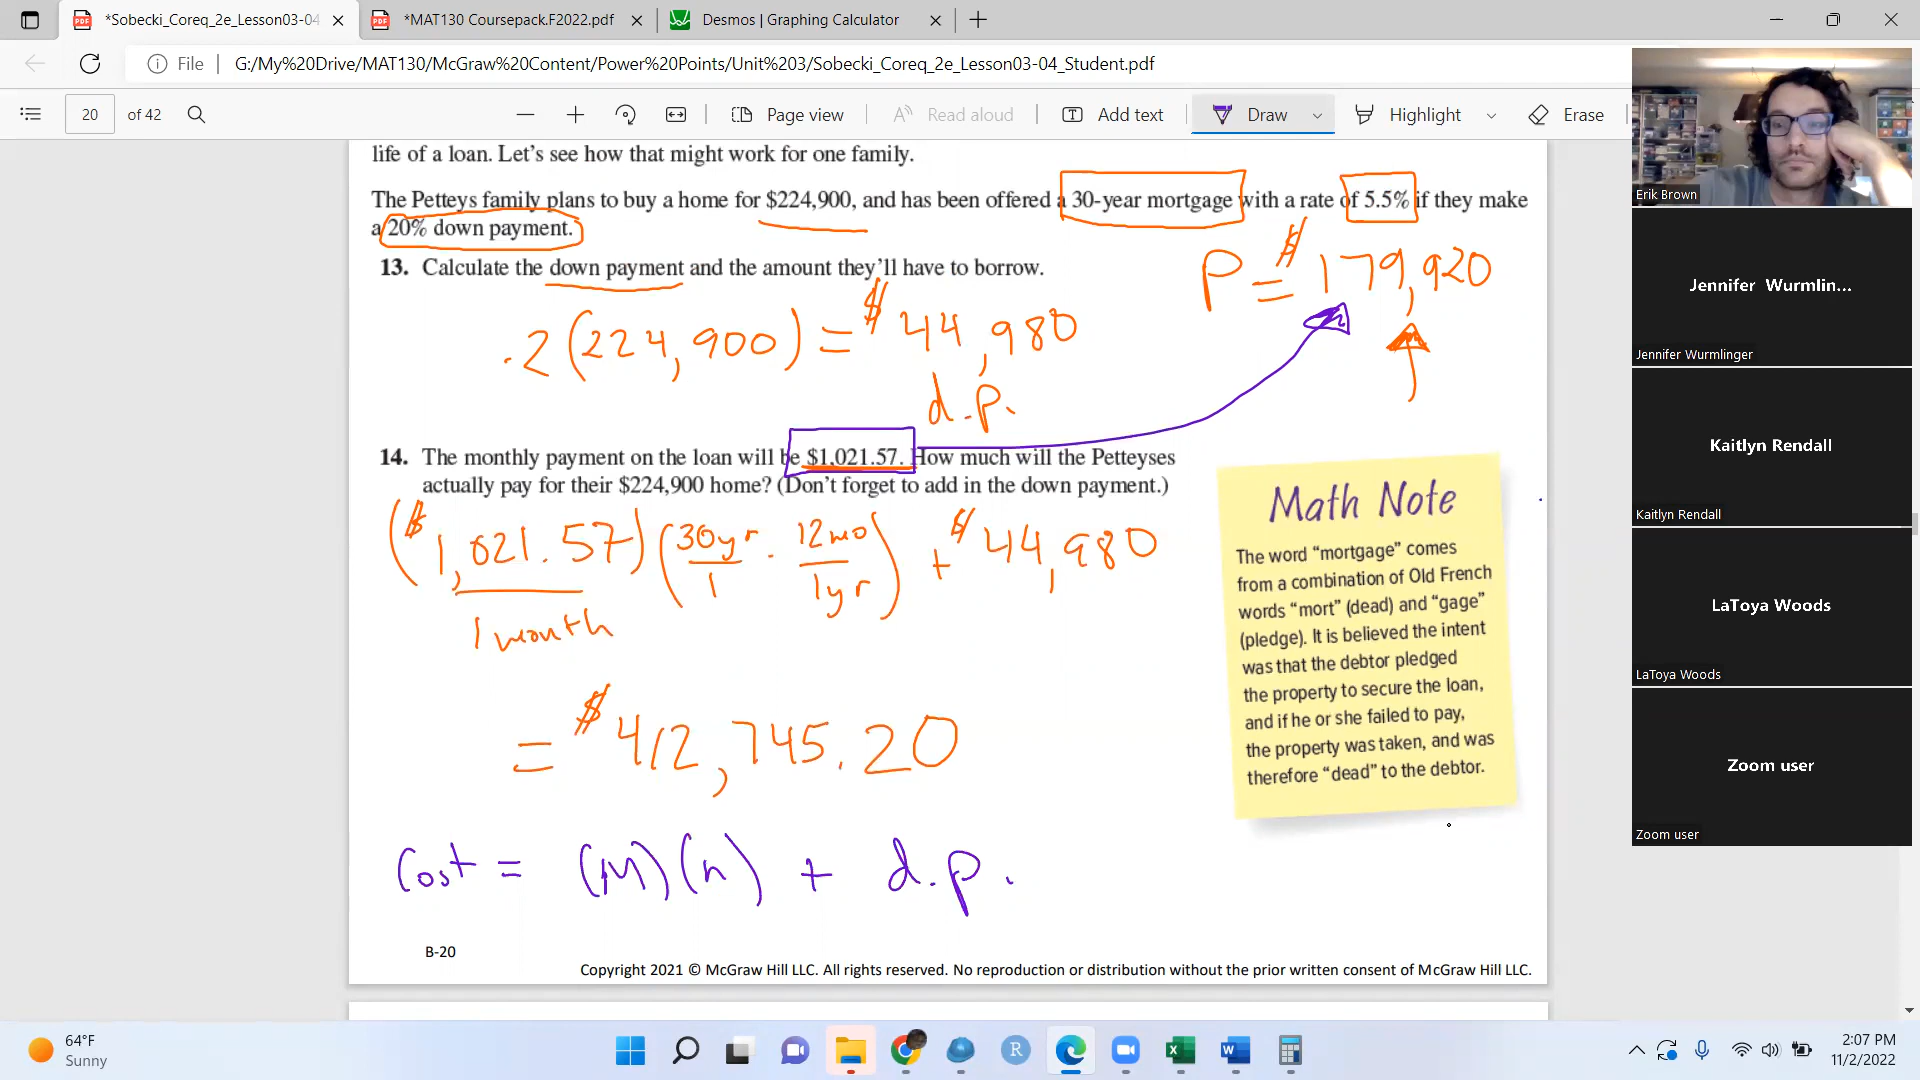 *Sobecki_Coreq_2e_Lesson03-04
*MAT130 Coursepack.F2022.pdf
Desmos | Graphing Calculator
File
G:/My%20Drive/MAT130/McGraw%20Content/Power%20Points/Unit%203/Sobecki_Coreq_2e_Lesson03-04_Student.pdf
20 of 42
Page view
Read aloud
Add text
Draw
Highlight
Erase
life of a loan. Let's see how that might work for one family.
The Petteys family plans to buy a home for $224,900, and has been offered a 30-year mortgage with a rate of 5.5% if they make
a 20% down payment.
13. Calculate the down payment and the amount they'll have to borrow.
P = $179,920
.2(224,900) = $44,980
d.p.
14. The monthly payment on the loan will be $1,021.57. How much will the Petteyses
actually pay for their $224,900 home? (Don't forget to add in the down payment.)
($1,021.57 / 1 month)(30yr/1 · 12mo/1yr) + $44,980
= $412,745.20
Cost = (M)(n) + d.p.
Math Note
The word "mortgage" comes
from a combination of Old French
words "mort" (dead) and "gage"
(pledge). It is believed the intent
was that the debtor pledged
the property to secure the loan,
and if he or she failed to pay,
the property was taken, and was
therefore "dead" to the debtor.
B-20
Copyright 2021 © McGraw Hill LLC. All rights reserved. No reproduction or distribution without the prior written consent of McGraw Hill LLC.
Erik Brown
Jennifer Wurmlin...
Jennifer Wurmlinger
Kaitlyn Rendall
Kaitlyn Rendall
LaToya Woods
LaToya Woods
Zoom user
Zoom user
64°F
Sunny
2:07 PM
11/2/2022